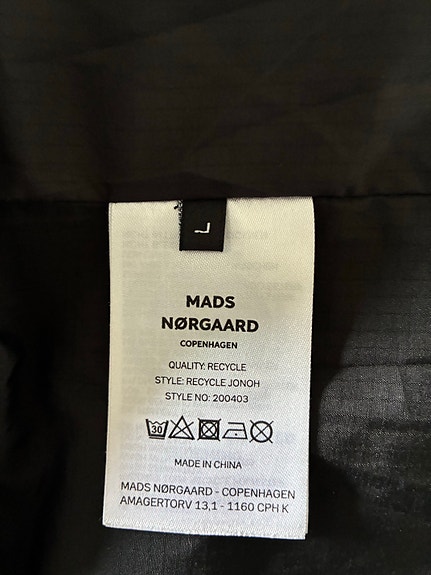 L
MADS
NØRGAARD
COPENHAGEN
QUALITY: RECYCLE
STYLE: RECYCLE JONOH
STYLE NO: 200403
30
MADE IN CHINA
MADS NØRGAARD - COPENHAGEN
AMAGERTORV 13,1 - 1160 CPH K